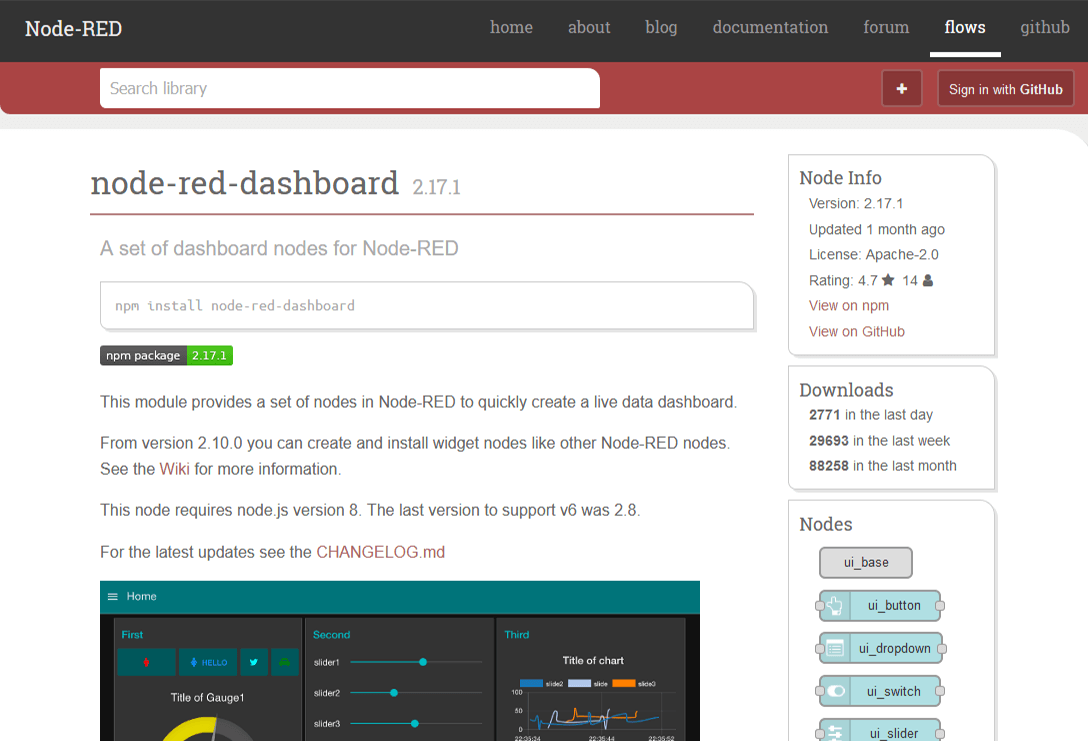 Node-RED
home about blog documentation forum flows github
Search library
+ Sign in with GitHub
node-red-dashboard 2.17.1
A set of dashboard nodes for Node-RED
npm install node-red-dashboard
npm package 2.17.1
This module provides a set of nodes in Node-RED to quickly create a live data dashboard.
From version 2.10.0 you can create and install widget nodes like other Node-RED nodes.
See the Wiki for more information.
This node requires node.js version 8. The last version to support v6 was 2.8.
For the latest updates see the CHANGELOG.md
Home
First
HELLO
Title of Gauge1
Second
slider1
slider2
slider3
Third
Title of chart
slide2 slide slide3
100
50
0
22:35:34 22:35:44 22:35:52
Node Info
Version: 2.17.1
Updated 1 month ago
License: Apache-2.0
Rating: 4.7 14
View on npm
View on GitHub
Downloads
2771 in the last day
29693 in the last week
88258 in the last month
Nodes
ui_base
ui_button
ui_dropdown
ui_switch
ui_slider